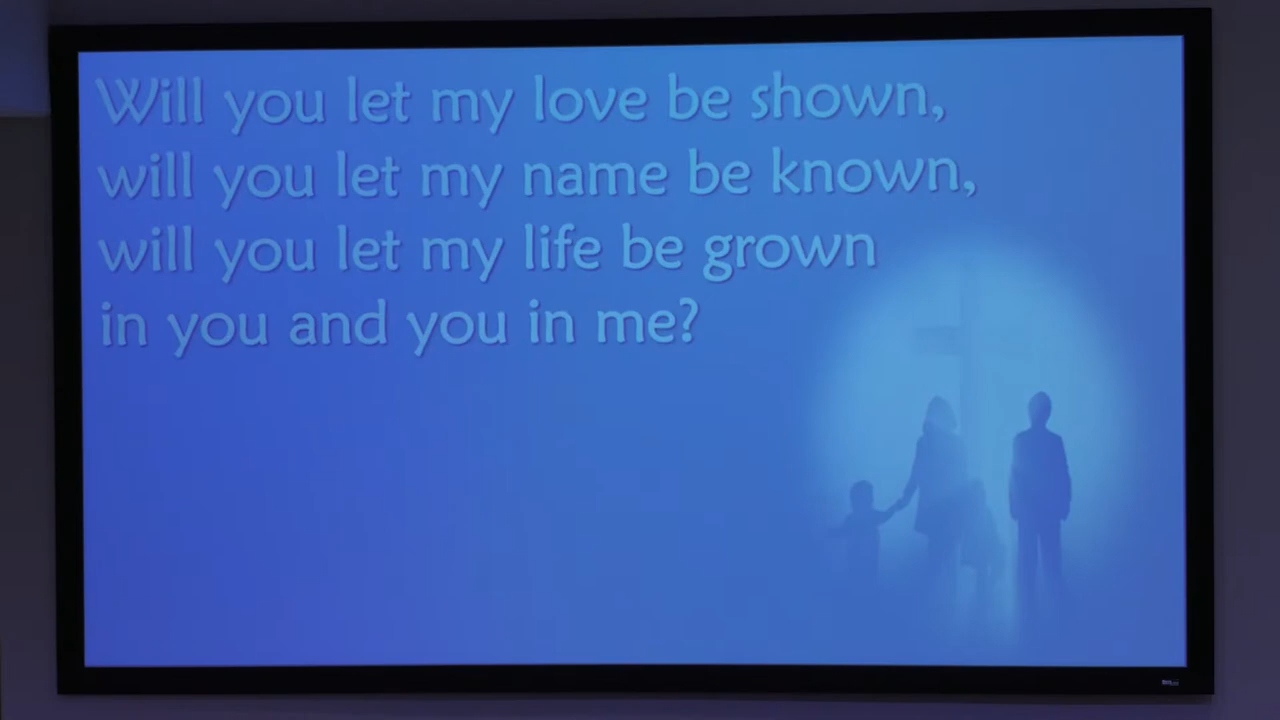 Will you let my love be shown,
will you let my name be known,
will you let my life be grown
in you and you in me?